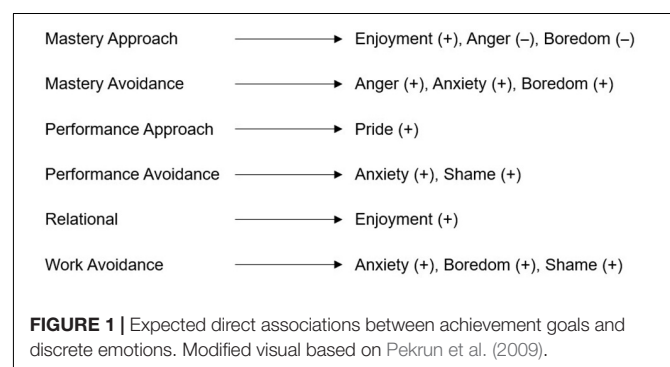 Mastery Approach Enjoyment (+), Anger (–), Boredom (–)
Mastery Avoidance Anger (+), Anxiety (+), Boredom (+)
Performance Approach Pride (+)
Performance Avoidance Anxiety (+), Shame (+)
Relational Enjoyment (+)
Work Avoidance Anxiety (+), Boredom (+), Shame (+)
FIGURE 1 | Expected direct associations between achievement goals and
discrete emotions. Modified visual based on Pekrun et al. (2009).